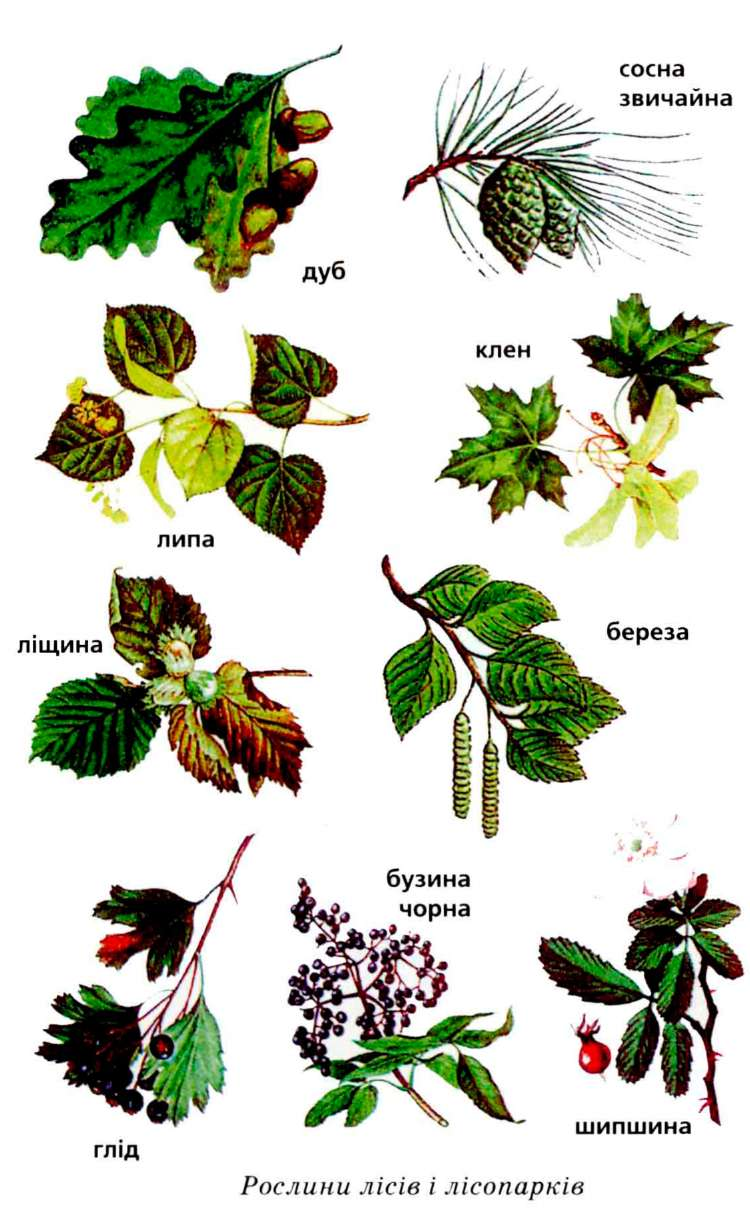 сосна
звичайна
дуб
клен
липа
ліщина
береза
бузина
чорна
глід
шипшина
Рослини лісів і лісопарків